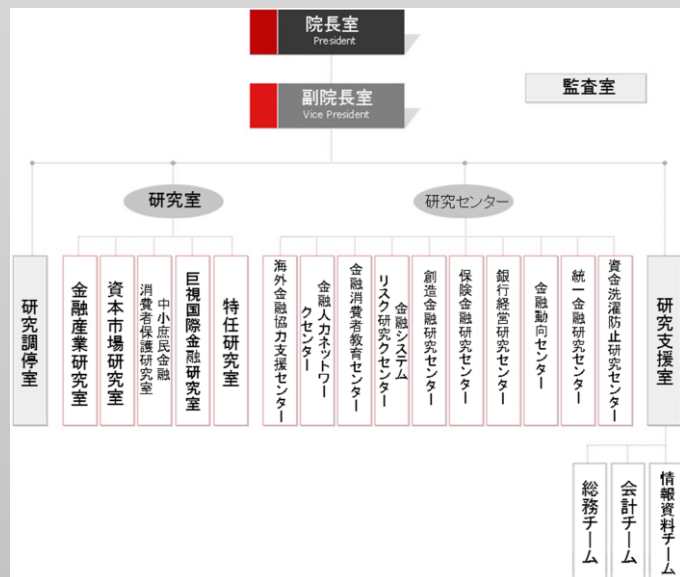 院長室
President
副院長室
Vice President
監査室
研究室
研究センター
研究調停室
金融産業研究室
資本市場研究室
中小庶民金融
消費者保護研究室
巨視国際金融研究室
特任研究室
海外金融協力支援センター
金融人力ネットワー
クセンター
金融消費者教育センター
金融システム
リスク研究クセンター
創造金融研究センター
保険金融研究センター
銀行経営研究センター
金融動向センター
統一金融研究センター
資金洗濯防止研究センター
研究支援室
総務チーム
会計チーム
情報資料チーム